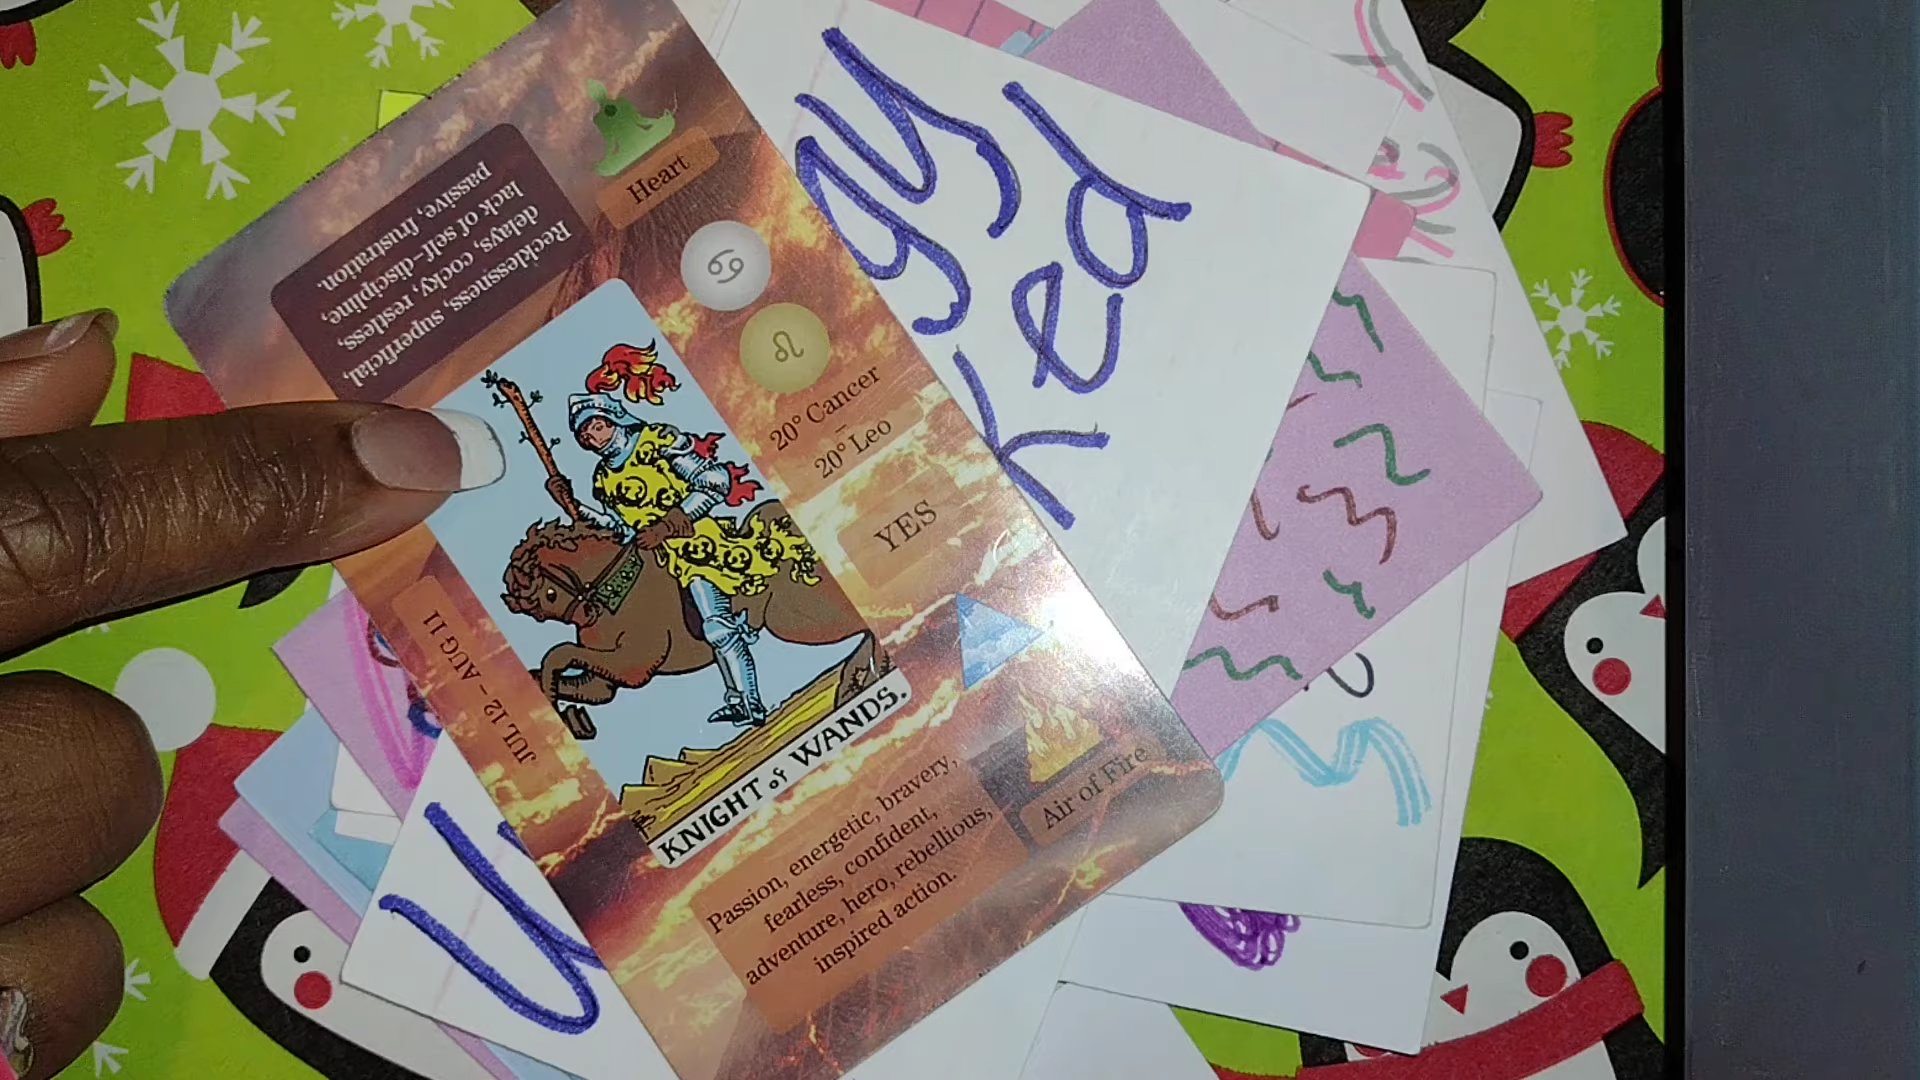 Heart
Recklessness, superficial,
delays, cocky, restless,
lack of self-discipline,
passive, frustration.
20° Cancer
–
20° Leo
YES
JUL 12 - AUG 11
KNIGHT of WANDS.
Air of Fire
Passion, energetic, bravery,
fearless, confident,
adventure, hero, rebellious,
inspired action.